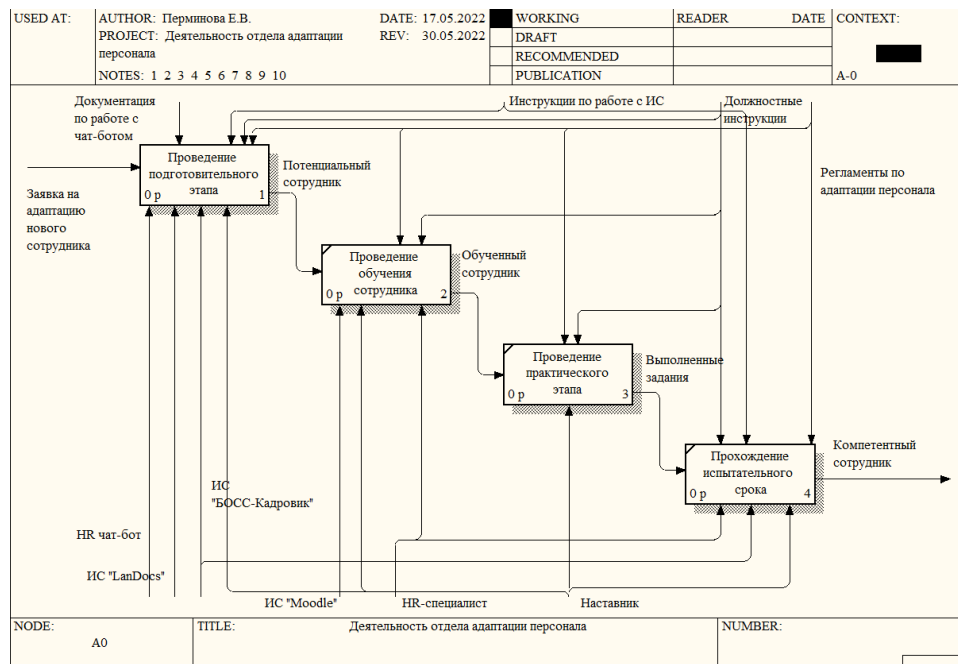 USED AT:
AUTHOR: Перминова Е.В.
DATE: 17.05.2022
WORKING
READER
DATE
CONTEXT:
PROJECT: Деятельность отдела адаптации
персонала
REV: 30.05.2022
DRAFT
RECOMMENDED
NOTES: 1 2 3 4 5 6 7 8 9 10
PUBLICATION
A-0
Документация
по работе с
чат-ботом
Инструкции по работе с ИС
Должностные
инструкции
Регламенты по
адаптации персонала
Заявка на
адаптацию
нового
сотрудника
Проведение
подготовительного
этапа
0 р
1
Потенциальный
сотрудник
Проведение
обучения
сотрудника
0 р
2
Обученный
сотрудник
Проведение
практического
этапа
0 р
3
Выполненные
задания
Прохождение
испытательного
срока
0 р
4
Компетентный
сотрудник
ИС
"БОСС-Кадровик"
HR чат-бот
ИС "LanDocs"
ИС "Moodle"
HR-специалист
Наставник
NODE:
A0
TITLE:
Деятельность отдела адаптации персонала
NUMBER: